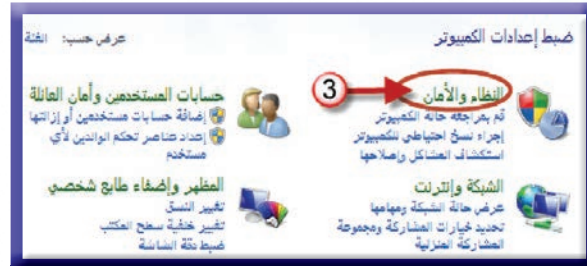 ضبط إعدادات الكمبيوتر
عرض حسب: الفئة
النظام والأمان
قم بمراجعة حالة الكمبيوتر
إجراء نسخ احتياطي للكمبيوتر
استكشاف المشاكل وإصلاحها
3
الشبكة وإنترنت
عرض حالة الشبكة ومهامها
تحديد خيارات المشاركة ومجموعة
المشاركة المنزلية
حسابات المستخدمين وأمان العائلة
إضافة حسابات مستخدمين أو إزالتها
إعداد عناصر تحكم الوالدين لأي
مستخدم
المظهر وإضفاء طابع شخصي
تغيير النسق
تغيير خلفية سطح المكتب
ضبط دقة الشاشة